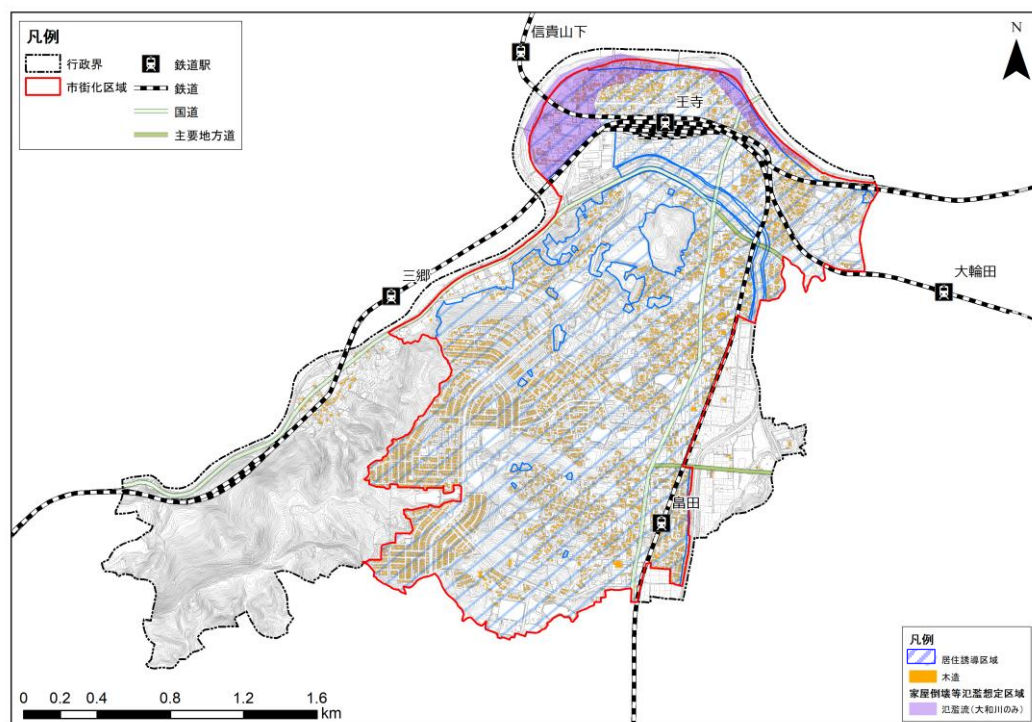 凡例
行政界
鉄道駅
市街化区域
鉄道
国道
主要地方道
信貴山下
N
王寺
三郷
大輪田
畠田
0 0.4 0.8 1.2 1.6
km
凡例
居住誘導区域
木造
家屋倒壊等氾濫想定区域
氾濫流(大和川のみ)